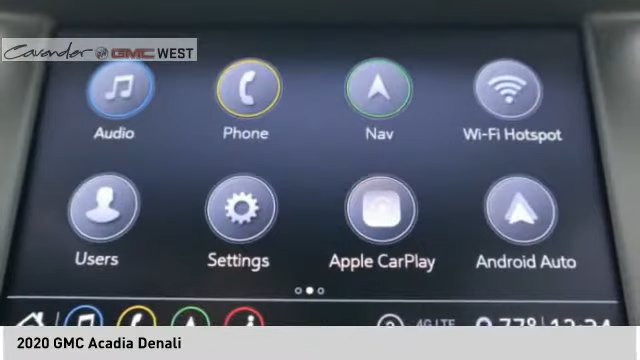 Cavender GMC WEST
Audio Phone Nav Wi-Fi Hotspot
Users Settings Apple CarPlay Android Auto
4G LTE
2020 GMC Acadia Denali